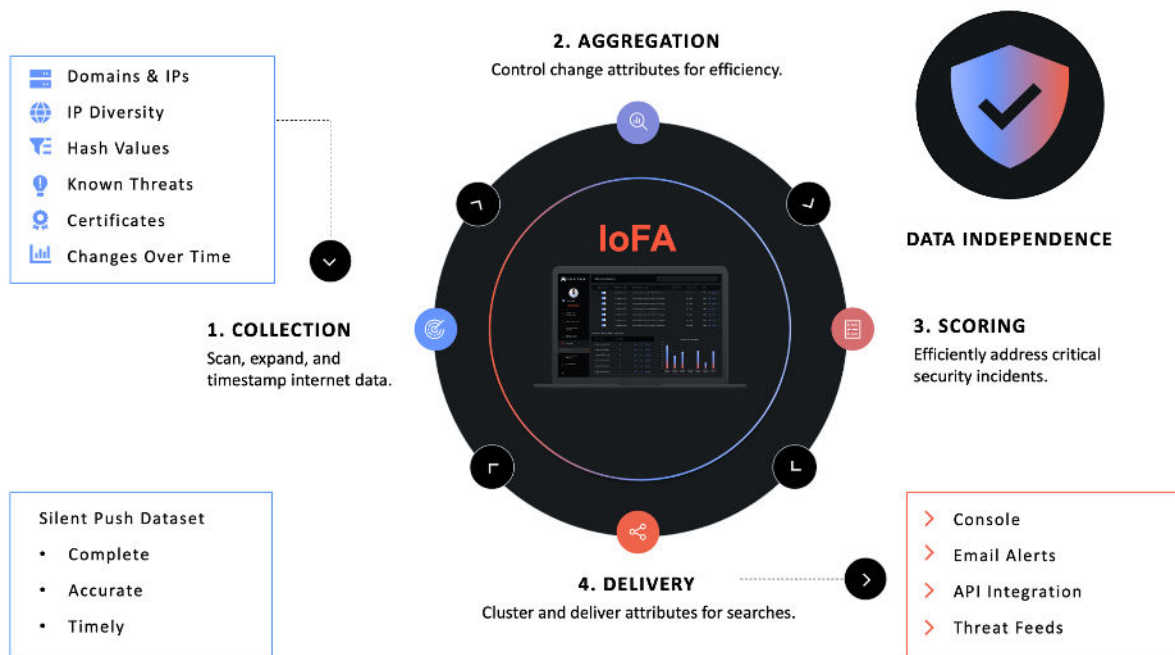 Domains & IPs
IP Diversity
Hash Values
Known Threats
Certificates
Changes Over Time
2. AGGREGATION
Control change attributes for efficiency.
DATA INDEPENDENCE
IoFA
1. COLLECTION
Scan, expand, and
timestamp internet data.
3. SCORING
Efficiently address critical
security incidents.
Silent Push Dataset
• Complete
• Accurate
• Timely
4. DELIVERY
Cluster and deliver attributes for searches.
Console
Email Alerts
API Integration
Threat Feeds